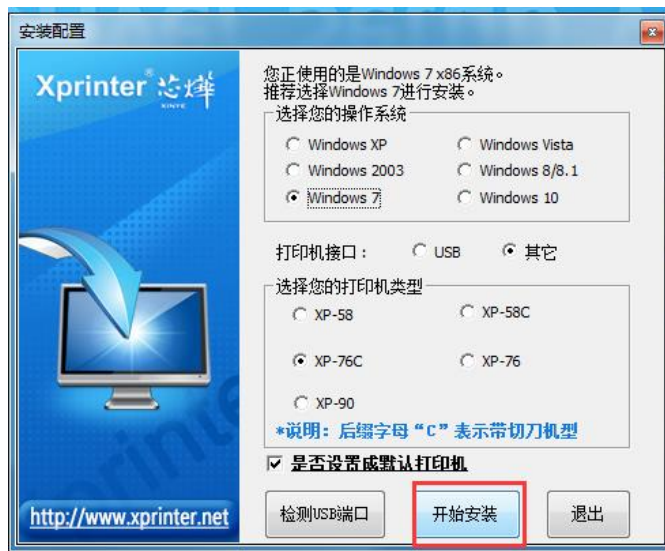 安装配置
Xprinter® 芯烨
XINYE
您正使用的是Windows 7 x86系统。
推荐选择Windows 7进行安装。
选择您的操作系统
Windows XP
Windows Vista
Windows 2003
Windows 8/8.1
Windows 7
Windows 10
打印机接口： USB 其它
选择您的打印机类型
XP-58
XP-58C
XP-76C
XP-76
XP-90
*说明：后缀字母“C”表示带切刀机型
是否设置成默认打印机
检测USB端口
开始安装
退出
http://www.xprinter.net